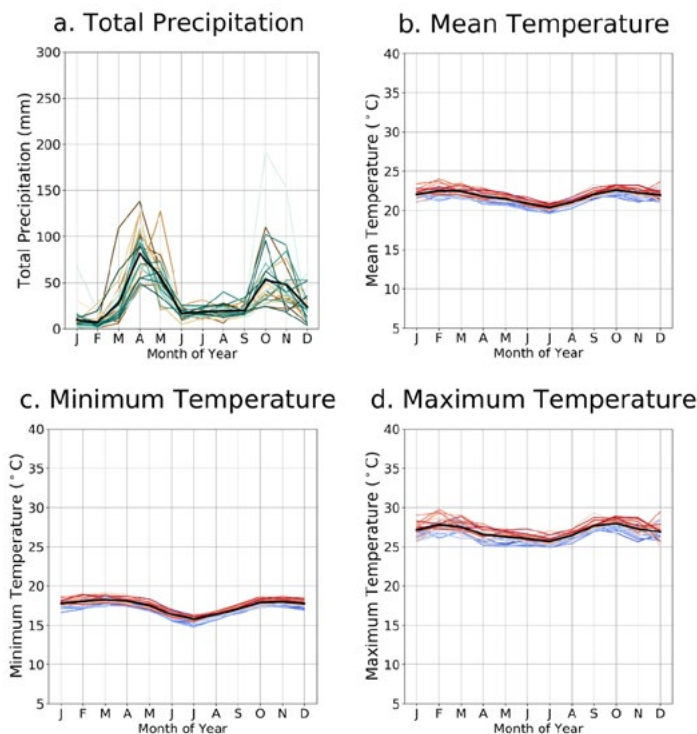 a. Total Precipitation
300
250
200
150
100
50
0
Total Precipitation (mm)
J F M A M J J A S O N D
Month of Year
b. Mean Temperature
40
35
30
25
20
15
10
5
Mean Temperature (°C)
J F M A M J J A S O N D
Month of Year
c. Minimum Temperature
40
35
30
25
20
15
10
5
Minimum Temperature (°C)
J F M A M J J A S O N D
Month of Year
d. Maximum Temperature
40
35
30
25
20
15
10
5
Maximum Temperature (°C)
J F M A M J J A S O N D
Month of Year